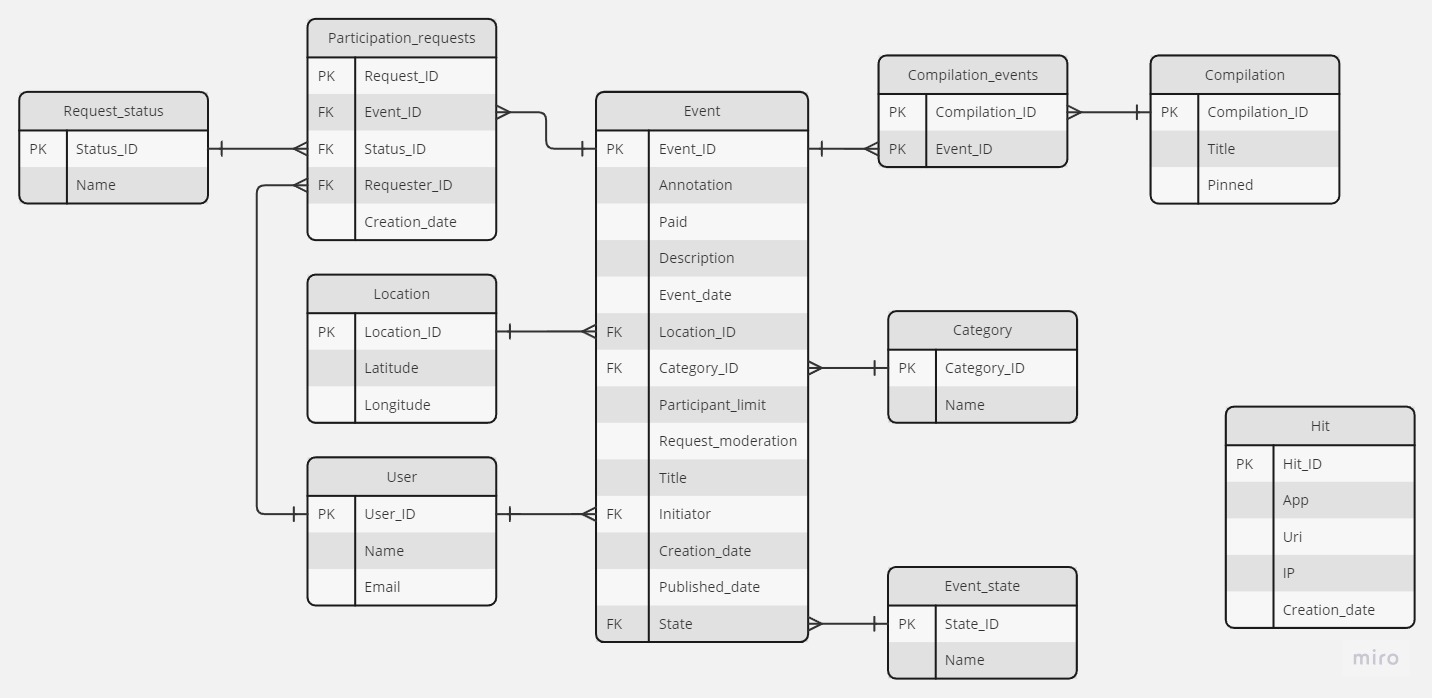 Participation_requests
PK Request_ID
FK Event_ID
FK Status_ID
FK Requester_ID
Creation_date
Request_status
PK Status_ID
Name
Location
PK Location_ID
Latitude
Longitude
User
PK User_ID
Name
Email
Event
PK Event_ID
Annotation
Paid
Description
Event_date
FK Location_ID
FK Category_ID
Participant_limit
Request_moderation
Title
FK Initiator
Creation_date
Published_date
FK State
Compilation_events
PK Compilation_ID
PK Event_ID
Compilation
PK Compilation_ID
Title
Pinned
Category
PK Category_ID
Name
Event_state
PK State_ID
Name
Hit
PK Hit_ID
App
Uri
IP
Creation_date
miro